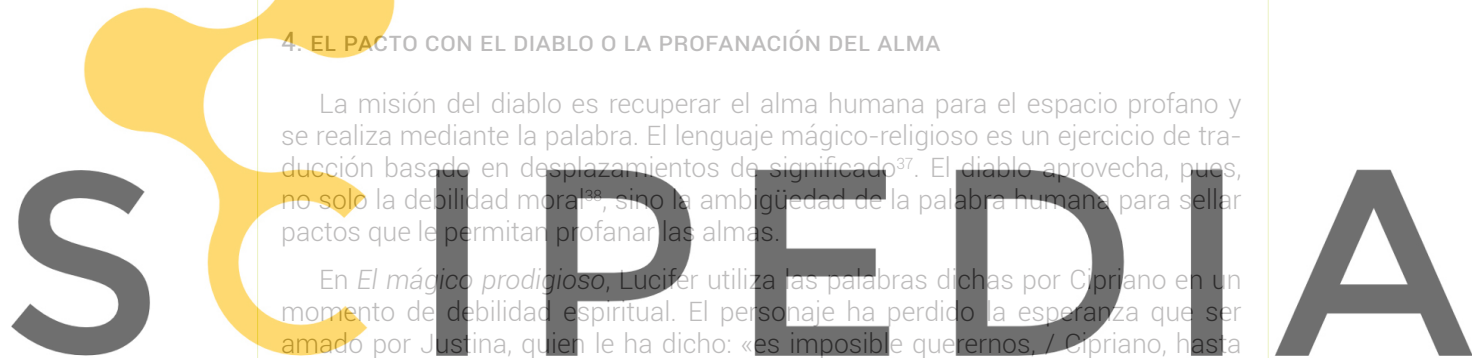 4. EL PACTO CON EL DIABLO O LA PROFANACIÓN DEL ALMA
La misión del diablo es recuperar el alma humana para el espacio profano y
se realiza mediante la palabra. El lenguaje mágico-religioso es un ejercicio de tra-
ducción basado en desplazamientos de significado37. El diablo aprovecha, pues,
no solo la debilidad moral38, sino la ambigüedad de la palabra humana para sellar
pactos que le permitan profanar las almas.
En El mágico prodigioso, Lucifer utiliza las palabras dichas por Cipriano en un
momento de debilidad espiritual. El personaje ha perdido la esperanza que ser
amado por Justina, quien le ha dicho: «es imposible querernos, / Cipriano, hasta
SCIPEDIA